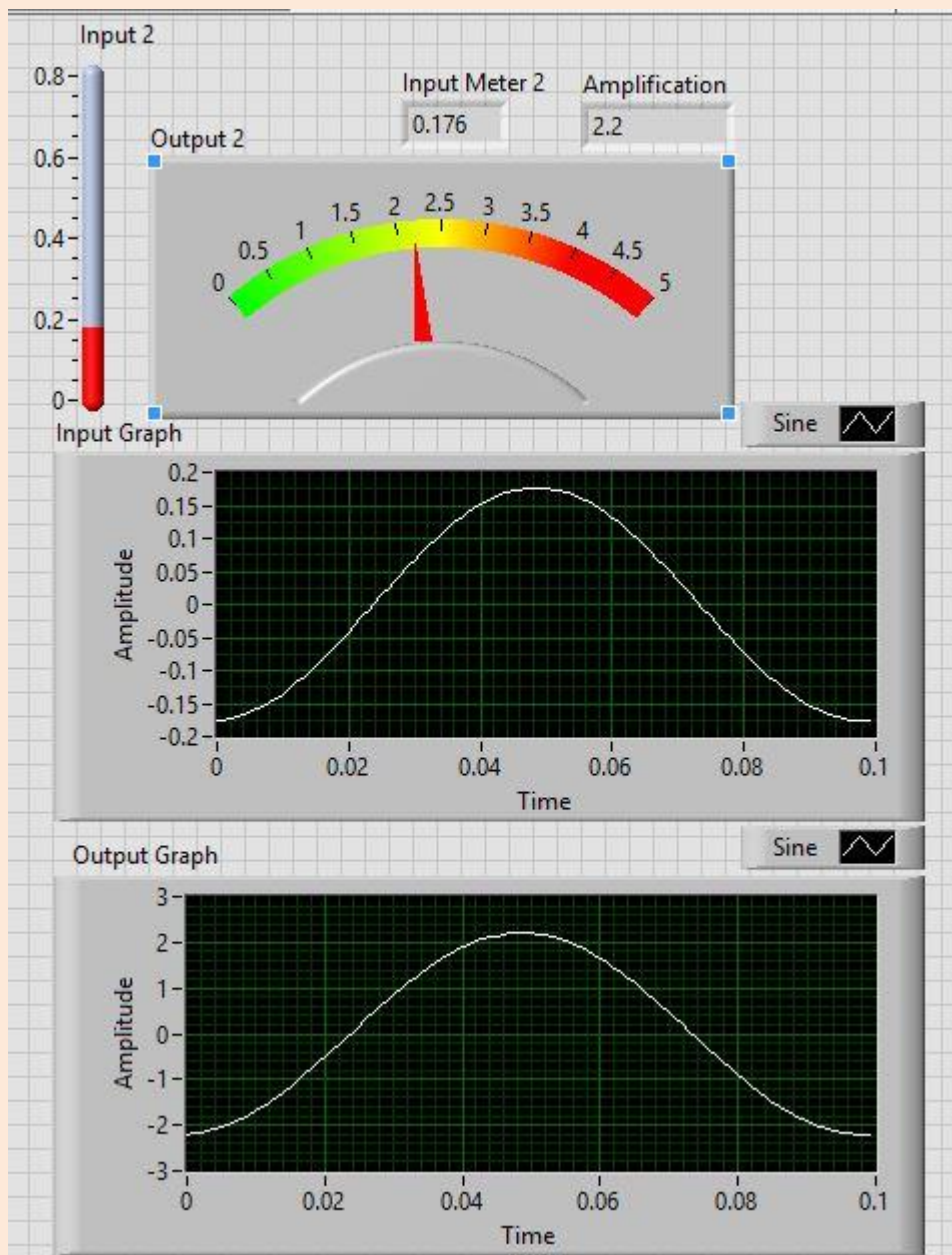 Input 2
0.8
0.6
0.4
0.2
0
Input Meter 2
0.176
Amplification
2.2
Output 2
0 0.5 1 1.5 2 2.5 3 3.5 4 4.5 5
Input Graph
Sine
Amplitude
0.2
0.15
0.1
0.05
0
-0.05
-0.1
-0.15
-0.2
0 0.02 0.04 0.06 0.08 0.1
Time
Output Graph
Sine
Amplitude
3
2
1
0
-1
-2
-3
0 0.02 0.04 0.06 0.08 0.1
Time